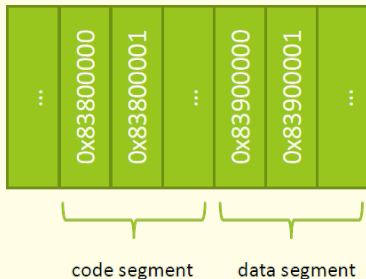 ...
0x83800000
0x83800001
...
0x83900000
0x83900001
...
code segment
data segment